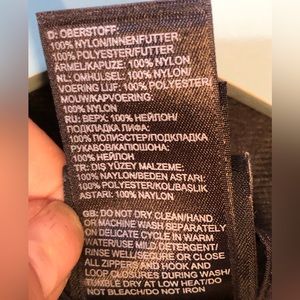 D: OBERSTOFF:
100% NYLON/INNENFUTTER:
100% POLYESTER/FUTTER
ÄRMEL/KAPUZE: 100% NYLON
NL: OMHULSEL: 100% NYLON/
VOERING LIJF: 100% POLYESTER/
MOUW/KAPVOERING:
100% NYLON
RU: ВЕРХ: 100% НЕЙЛОН/
ПОДКЛАДКА ЛИФА:
100% ПОЛИЭСТЕР/ПОДКЛАДКА
РУКАВОВ/КАПЮШОНА:
100% НЕЙЛОН
TR: DIŞ YÜZEY MALZEME:
100% NAYLON/BEDEN ASTARI:
100% POLYESTER/KOL/BAŞLIK
ASTARI: 100% NAYLON
GB: DO NOT DRY CLEAN/HAND
OR MACHINE WASH SEPARATELY
ON DELICATE CYCLE IN WARM
WATER/USE MILD DETERGENT/
RINSE WELL/SECURE OR CLOSE
ALL ZIPPERS AND HOOK AND
LOOP CLOSURES DURING WASH/
TUMBLE DRY AT LOW HEAT/DO
NOT BLEACH/DO NOT IRON